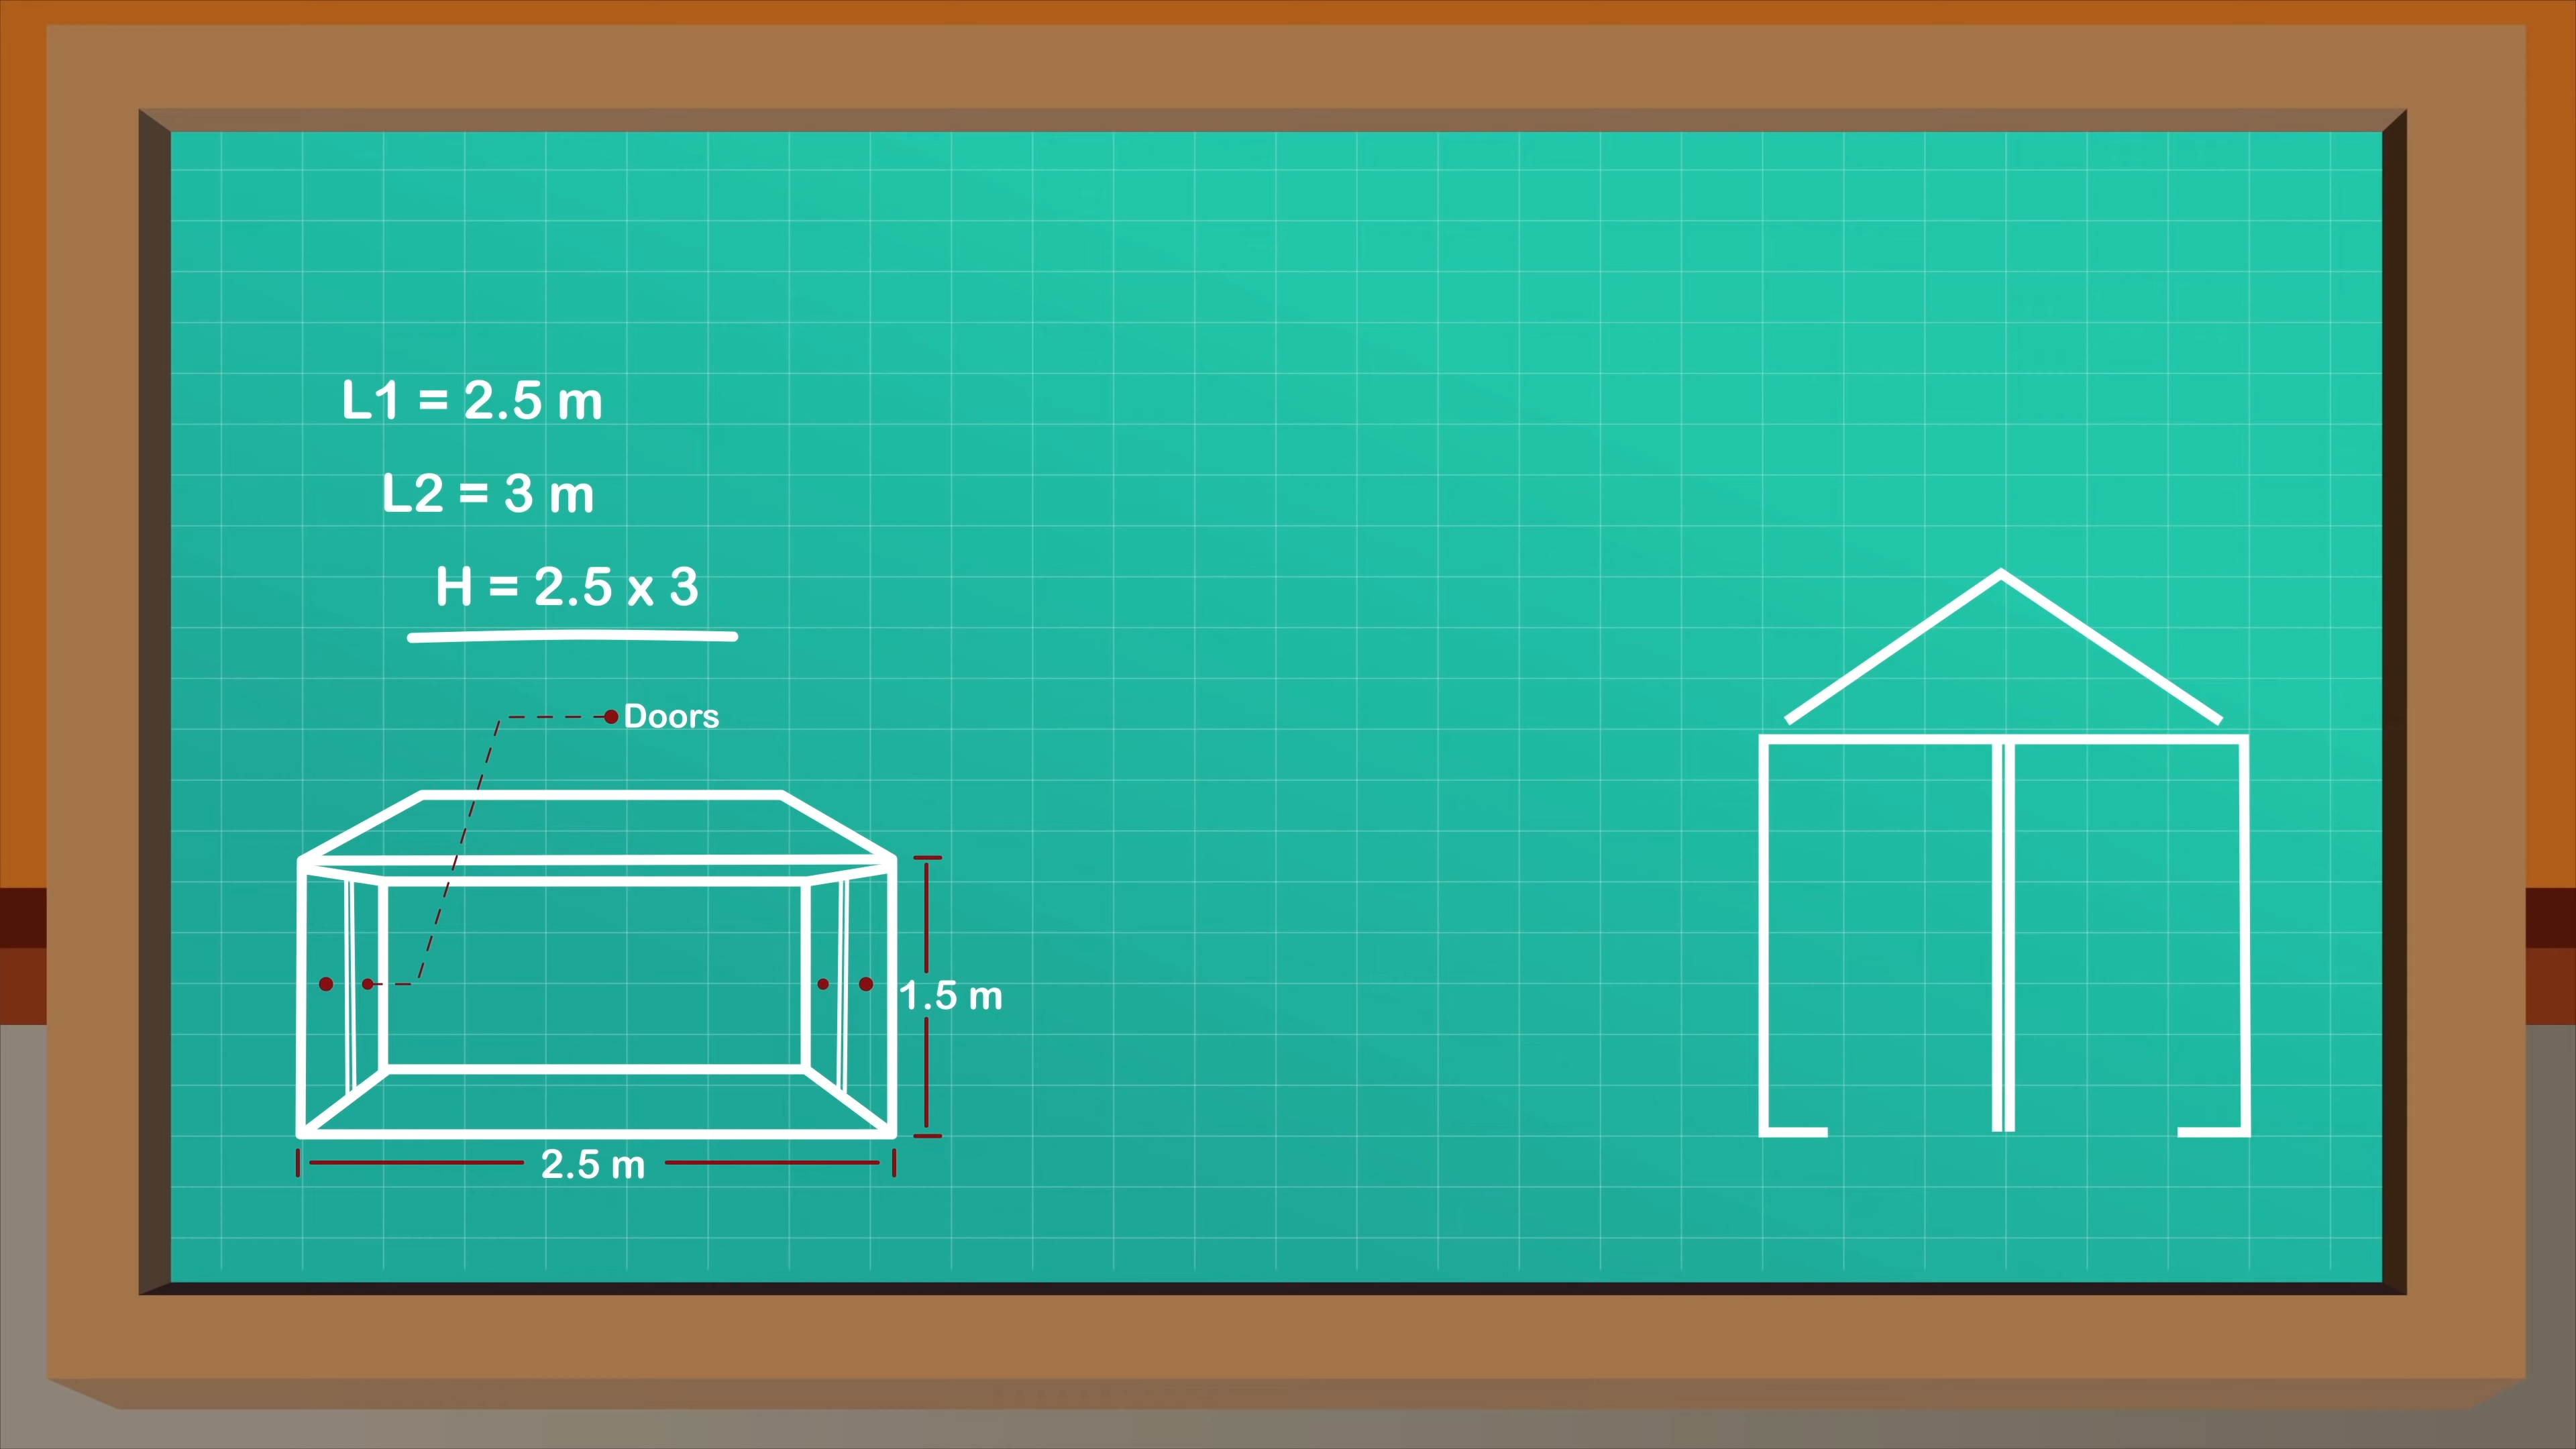 L1 = 2.5 m
L2 = 3 m
H = 2.5 x 3
Doors
1.5 m
2.5 m